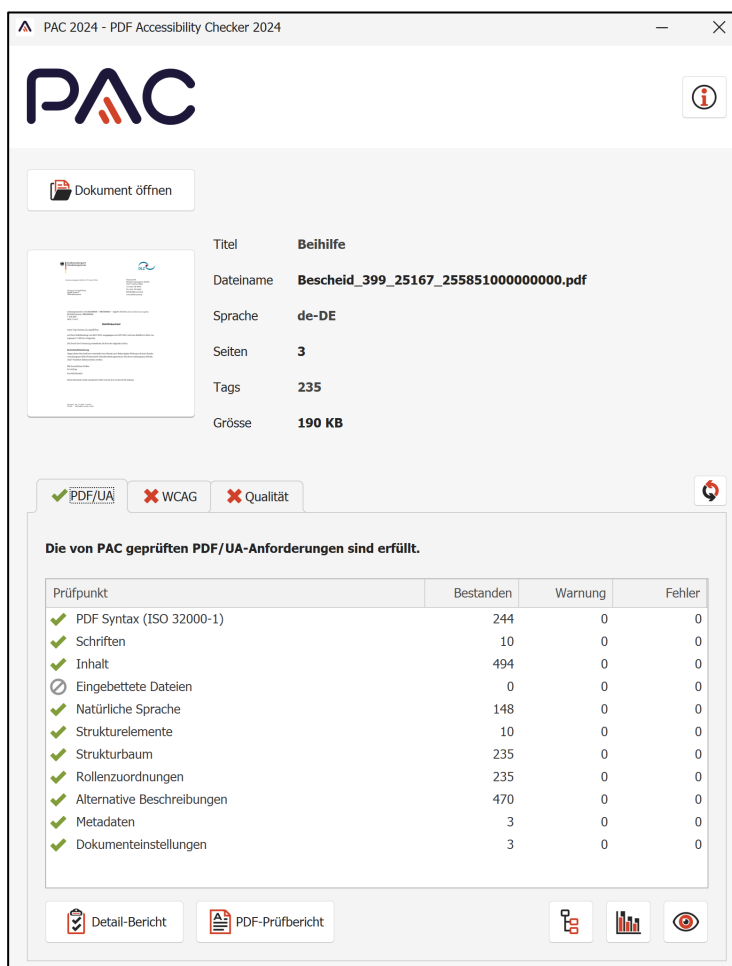 PAC 2024 - PDF Accessibility Checker 2024
PAC
Dokument öffnen
Titel Beihilfe
Dateiname Bescheid_399_25167_255851000000000.pdf
Sprache de-DE
Seiten 3
Tags 235
Grösse 190 KB
PDF/UA WCAG Qualität
Die von PAC geprüften PDF/UA-Anforderungen sind erfüllt.
Prüfpunkt Bestanden Warnung Fehler
PDF Syntax (ISO 32000-1) 244 0 0
Schriften 10 0 0
Inhalt 494 0 0
Eingebettete Dateien 0 0 0
Natürliche Sprache 148 0 0
Strukturelemente 10 0 0
Strukturbaum 235 0 0
Rollenzuordnungen 235 0 0
Alternative Beschreibungen 470 0 0
Metadaten 3 0 0
Dokumenteinstellungen 3 0 0
Detail-Bericht PDF-Prüfbericht